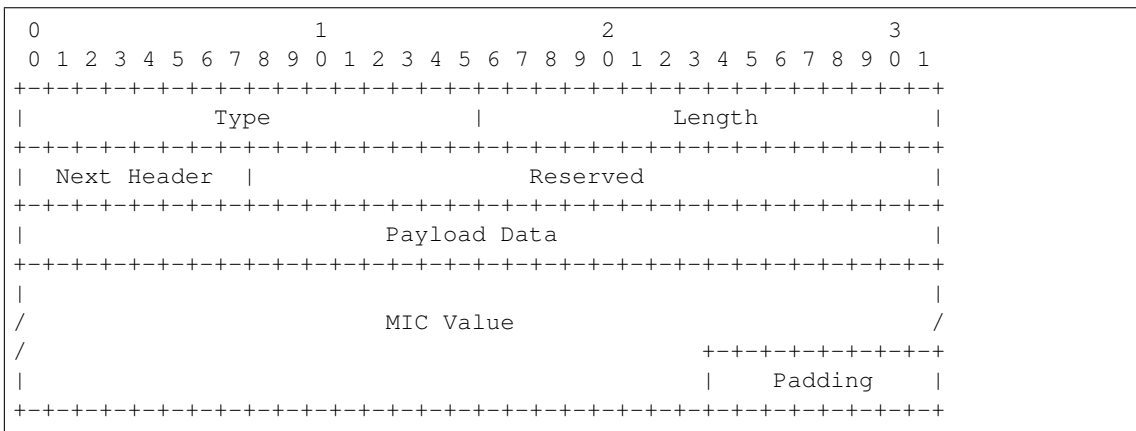 0                   1                   2                   3
 0 1 2 3 4 5 6 7 8 9 0 1 2 3 4 5 6 7 8 9 0 1 2 3 4 5 6 7 8 9 0 1
+-+-+-+-+-+-+-+-+-+-+-+-+-+-+-+-+-+-+-+-+-+-+-+-+-+-+-+-+-+-+-+-+
|             Type              |             Length            |
+-+-+-+-+-+-+-+-+-+-+-+-+-+-+-+-+-+-+-+-+-+-+-+-+-+-+-+-+-+-+-+-+
|  Next Header  |                   Reserved                    |
+-+-+-+-+-+-+-+-+-+-+-+-+-+-+-+-+-+-+-+-+-+-+-+-+-+-+-+-+-+-+-+-+
|                         Payload Data                          |
+-+-+-+-+-+-+-+-+-+-+-+-+-+-+-+-+-+-+-+-+-+-+-+-+-+-+-+-+-+-+-+-+
|                                                               |
/                         MIC Value                             /
/                                               +-+-+-+-+-+-+-+-+
|                                               |    Padding    |
+-+-+-+-+-+-+-+-+-+-+-+-+-+-+-+-+-+-+-+-+-+-+-+-+-+-+-+-+-+-+-+-+